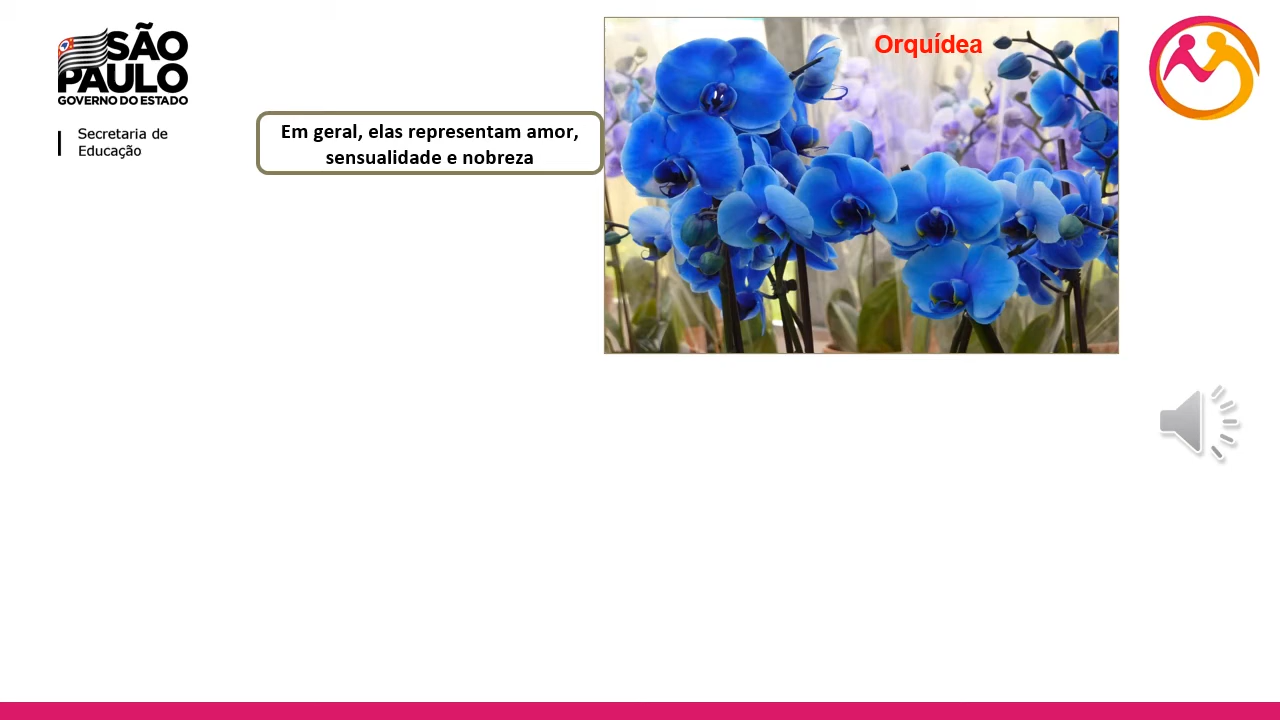 SÃO
PAULO
GOVERNO DO ESTADO
Secretaria de
Educação
Em geral, elas representam amor,
sensualidade e nobreza
Orquídea